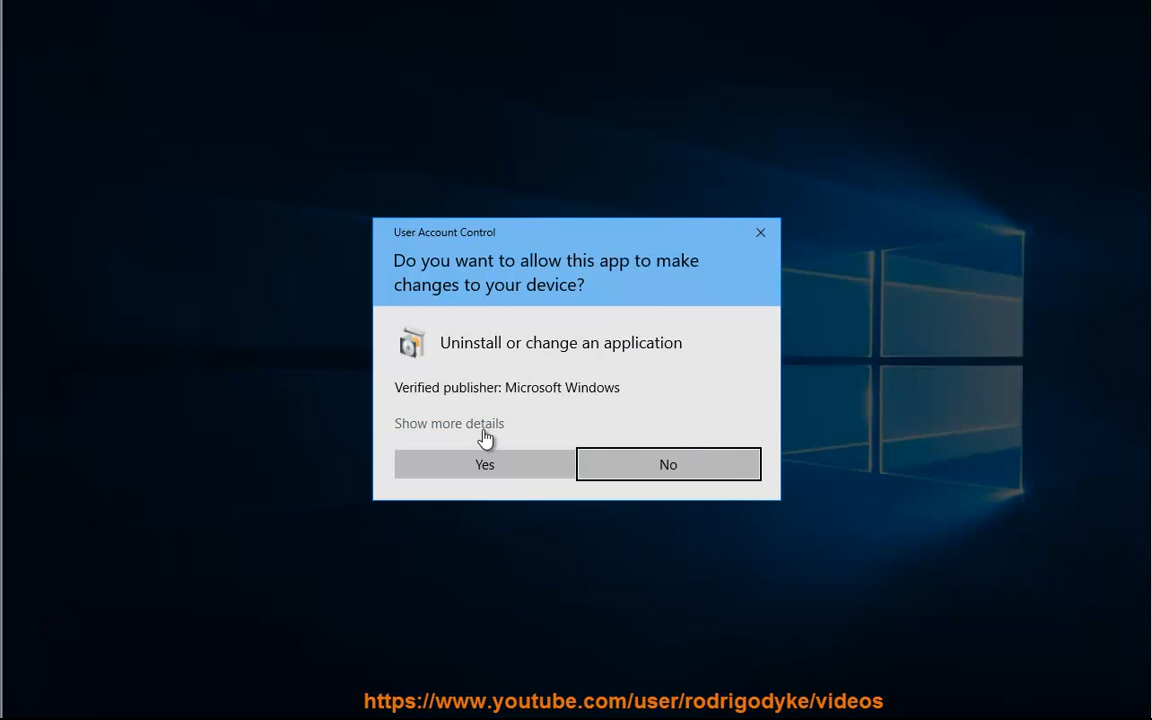 User Account Control
Do you want to allow this app to make
changes to your device?
Uninstall or change an application
Verified publisher: Microsoft Windows
Show more details
Yes
No
https://www.youtube.com/user/rodrigodyke/videos